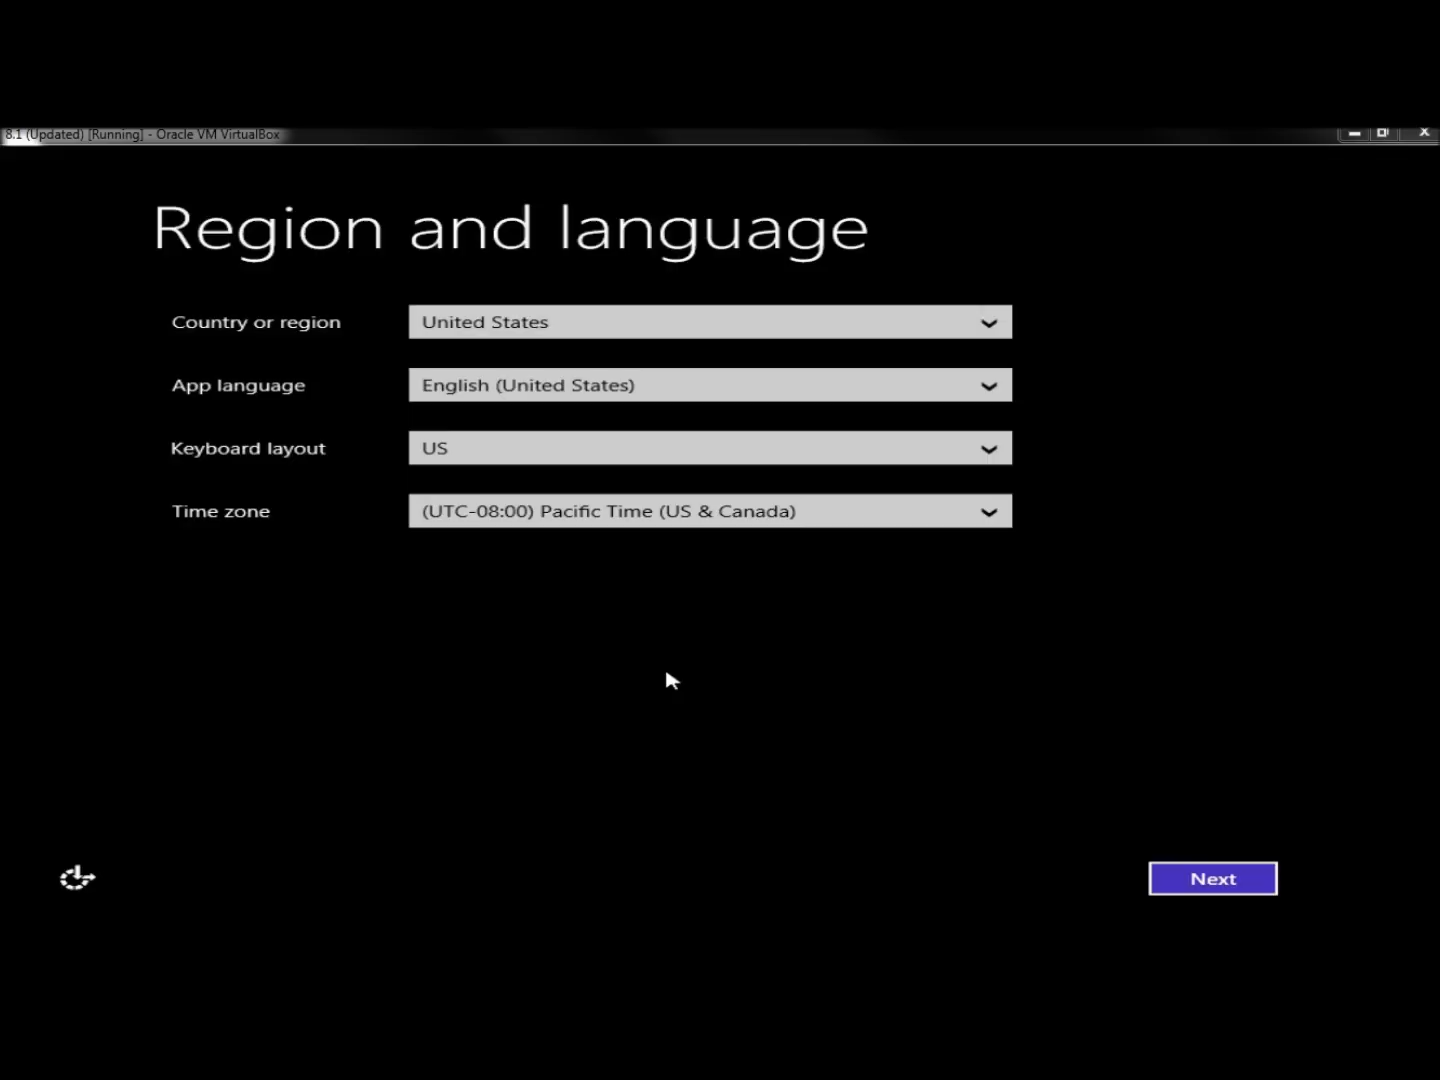 8.1 (Updated) [Running] - Oracle VM VirtualBox
Region and language
Country or region
United States
App language
English (United States)
Keyboard layout
US
Time zone
(UTC-08:00) Pacific Time (US & Canada)
Next